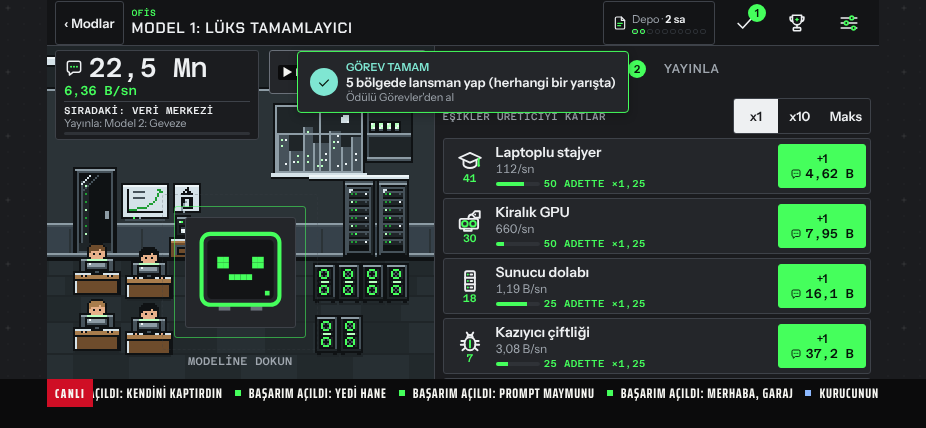 ‹ Modlar
OFİS
MODEL 1: LÜKS TAMAMLAYICI
Depo · 2 sa
1
22,5 Mn
6,36 B/sn
ŞIRADAKİ: VERİ MERKEZİ
Yayınla: Model 2: Geveze
GÖREV TAMAM
5 bölgede lansman yap (herhangi bir yarışta)
Ödülü Görevler'den al
2
YAYINLA
EŞİKLER ÜRETİCİYİ KATLAR
x1
x10
Maks
Laptoplu stajyer
112/sn
41
50 ADETTE ×1,25
+1
4,62 B
Kiralık GPU
660/sn
30
50 ADETTE ×1,25
+1
7,95 B
Sunucu dolabı
1,19 B/sn
18
25 ADETTE ×1,25
+1
16,1 B
Kazıyıcı çiftliği
3,08 B/sn
7
25 ADETTE ×1,25
+1
37,2 B
MODELİNE DOKUN
CANLI
AÇILDI: KENDİNİ KAPTIRDIN
BAŞARIM AÇILDI: YEDİ HANE
BAŞARIM AÇILDI: PROMPT MAYMUNU
BAŞARIM AÇILDI: MERHABA, GARAJ
KURUCUNUN